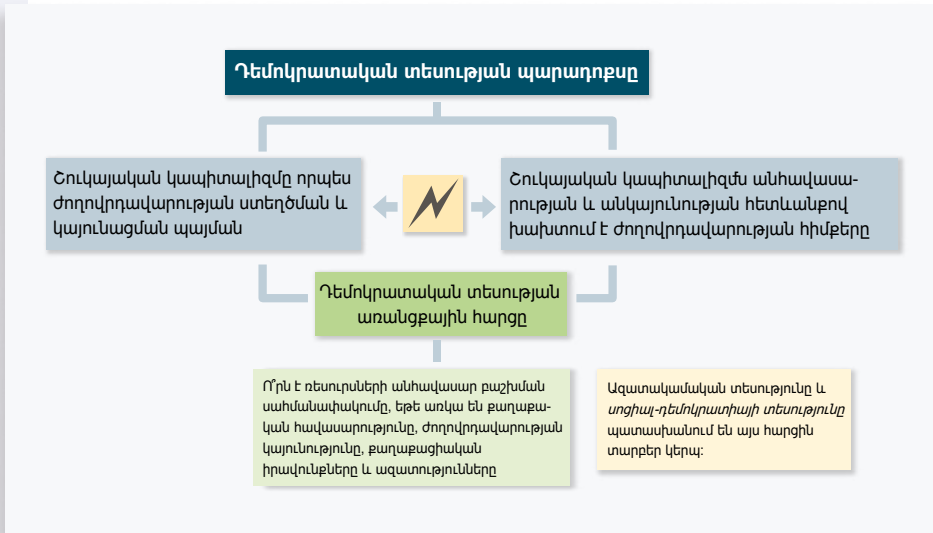 Դեմոկրատական տեսության պարադոքսը
Շուկայական կապիտալիզմը որպես
ժողովրդավարության ստեղծման և
կայունացման պայման
Շուկայական կապիտալիզմն անհավասա-
րության և անկայունության հետևանքով
խախտում է ժողովրդավարության հիմքերը
Դեմոկրատական տեսության
առանցքային հարցը
Ո՞րն է ռեսուրսների անհավասար բաշխման
սահմանափակումը, եթե առկա են քաղաքա-
կան հավասարությունը, ժողովրդավարության
կայունությունը, քաղաքացիական
իրավունքները և ազատությունները
Ազատակամական տեսությունը և
սոցիալ-դեմոկրատիայի տեսությունը
պատասխանում են այս հարցին
տարբեր կերպ: